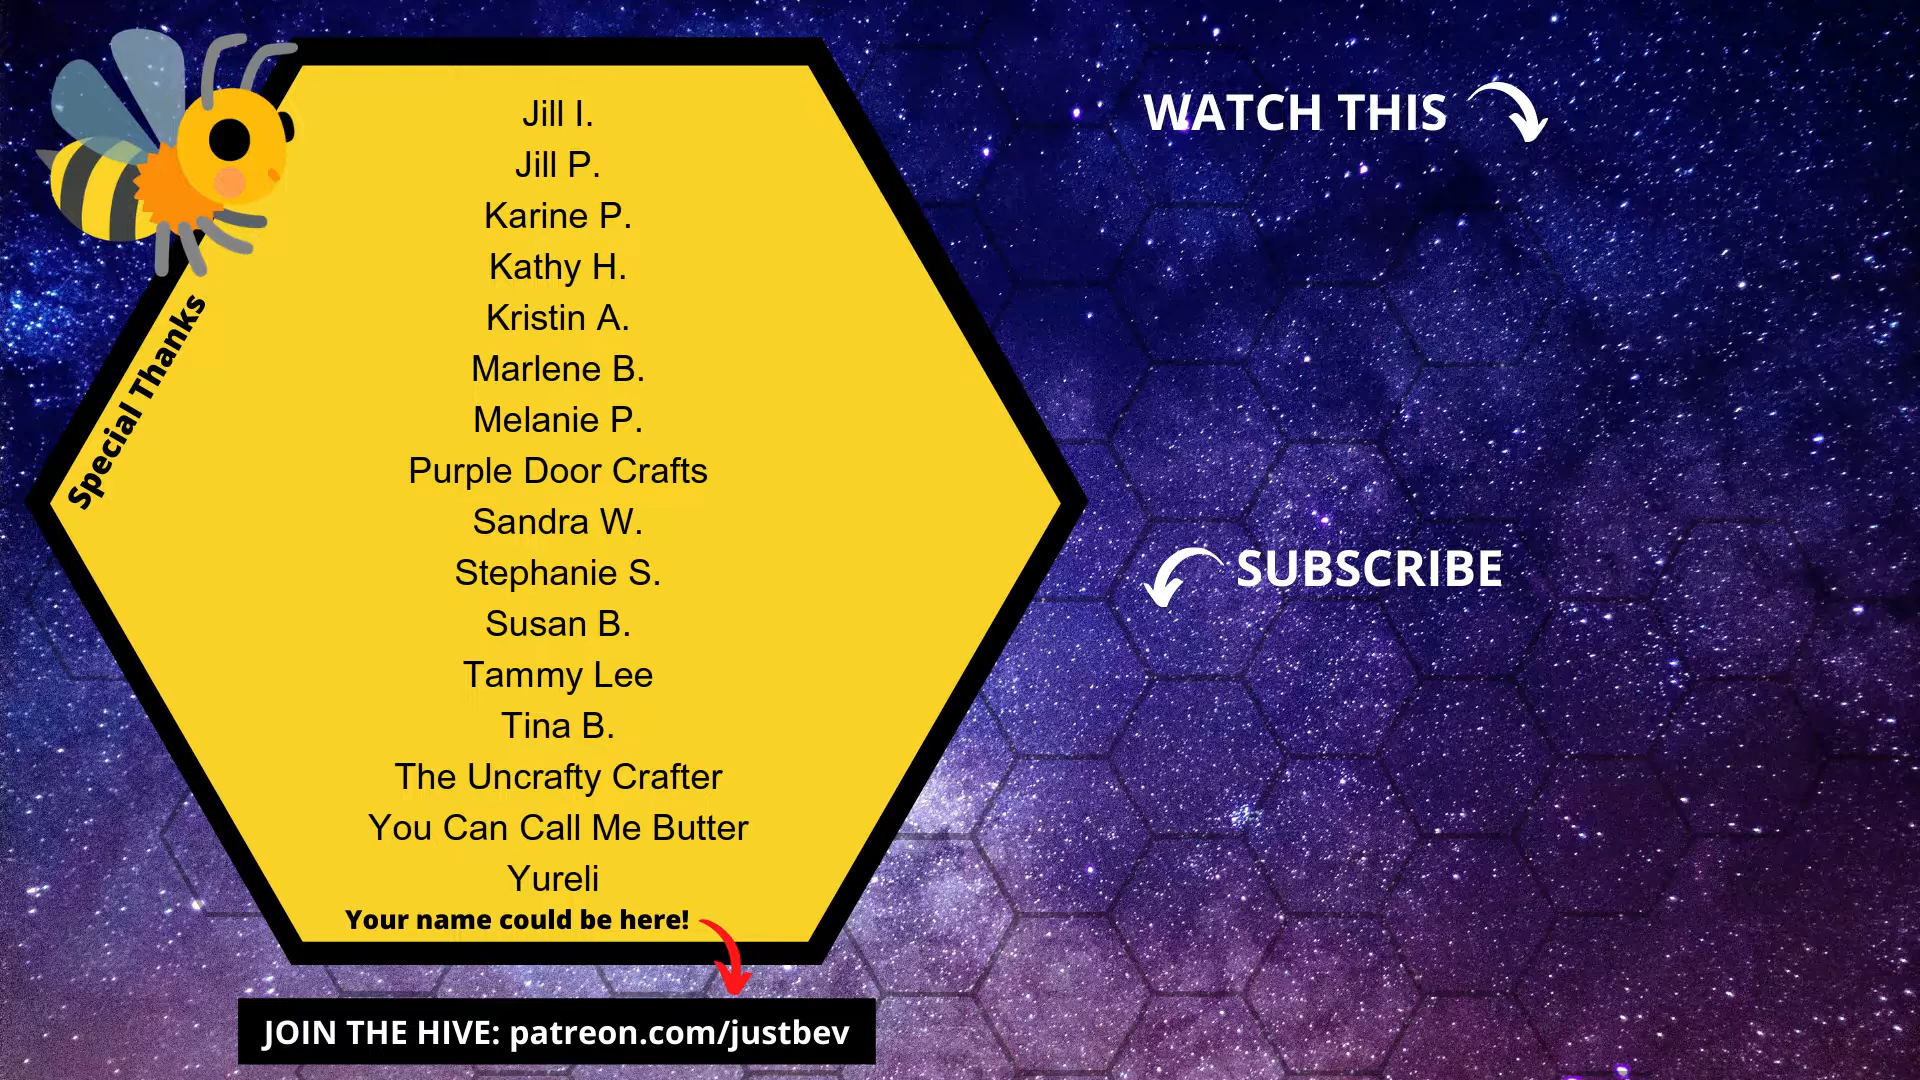 Special Thanks
Jill I.
Jill P.
Karine P.
Kathy H.
Kristin A.
Marlene B.
Melanie P.
Purple Door Crafts
Sandra W.
Stephanie S.
Susan B.
Tammy Lee
Tina B.
The Uncrafty Crafter
You Can Call Me Butter
Yureli
Your name could be here!
JOIN THE HIVE: patreon.com/justbev
WATCH THIS
SUBSCRIBE